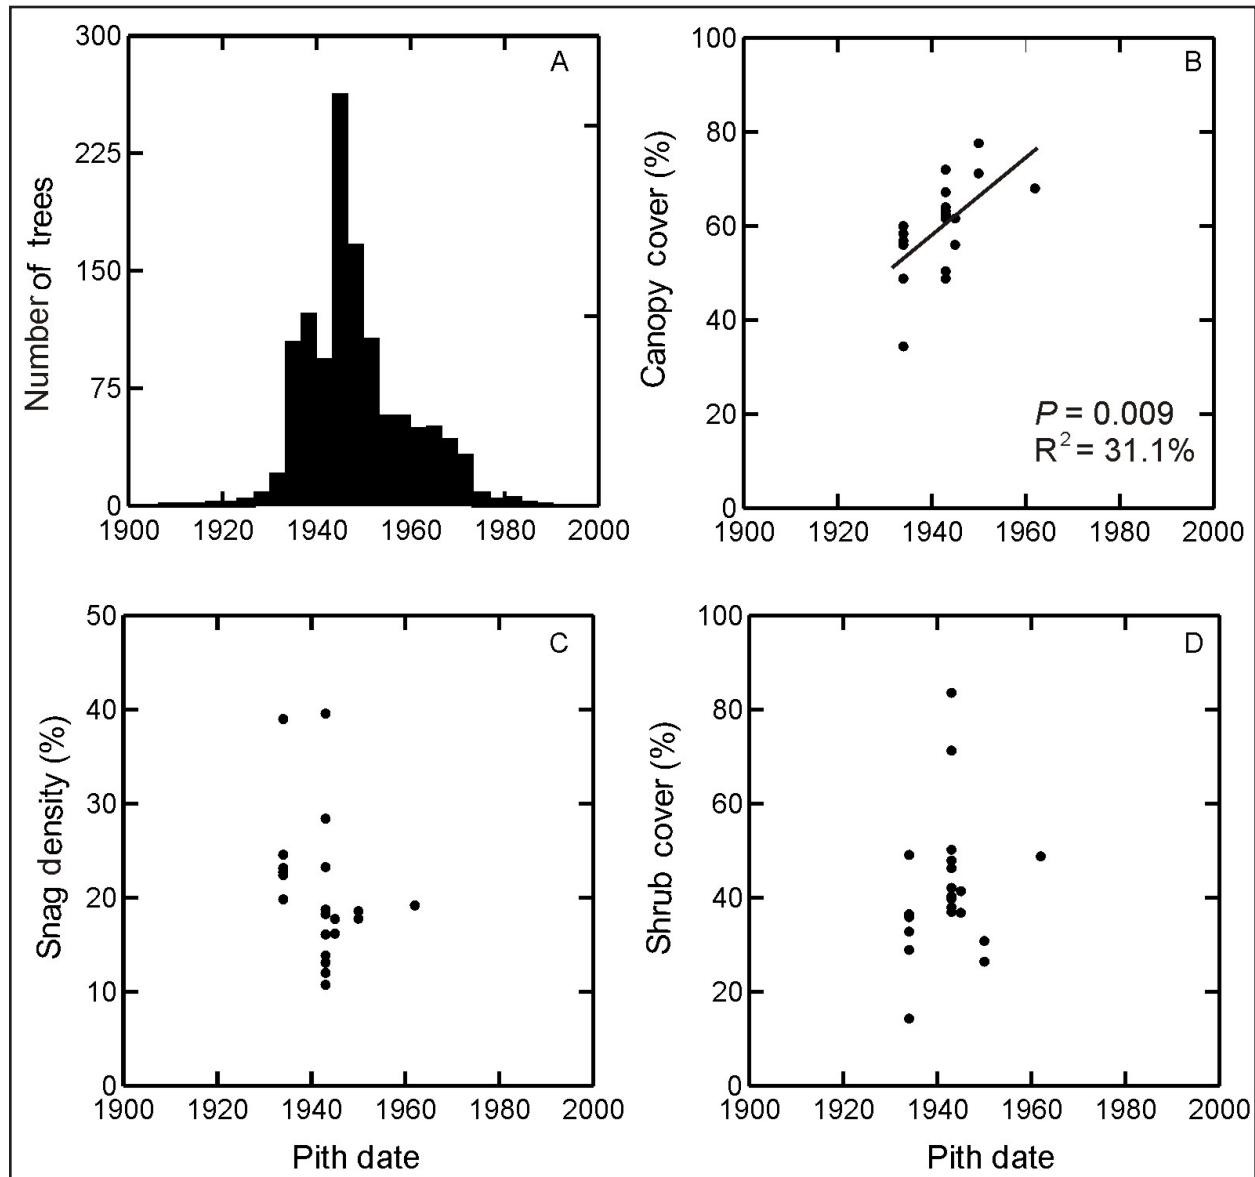 300
225
150
75
0
Number of trees
A
1900 1920 1940 1960 1980 2000
100
80
60
40
20
0
Canopy cover (%)
B
P = 0.009
R² = 31.1%
1900 1920 1940 1960 1980 2000
50
40
30
20
10
0
Snag density (%)
C
1900 1920 1940 1960 1980 2000
Pith date
100
80
60
40
20
0
Shrub cover (%)
D
1900 1920 1940 1960 1980 2000
Pith date